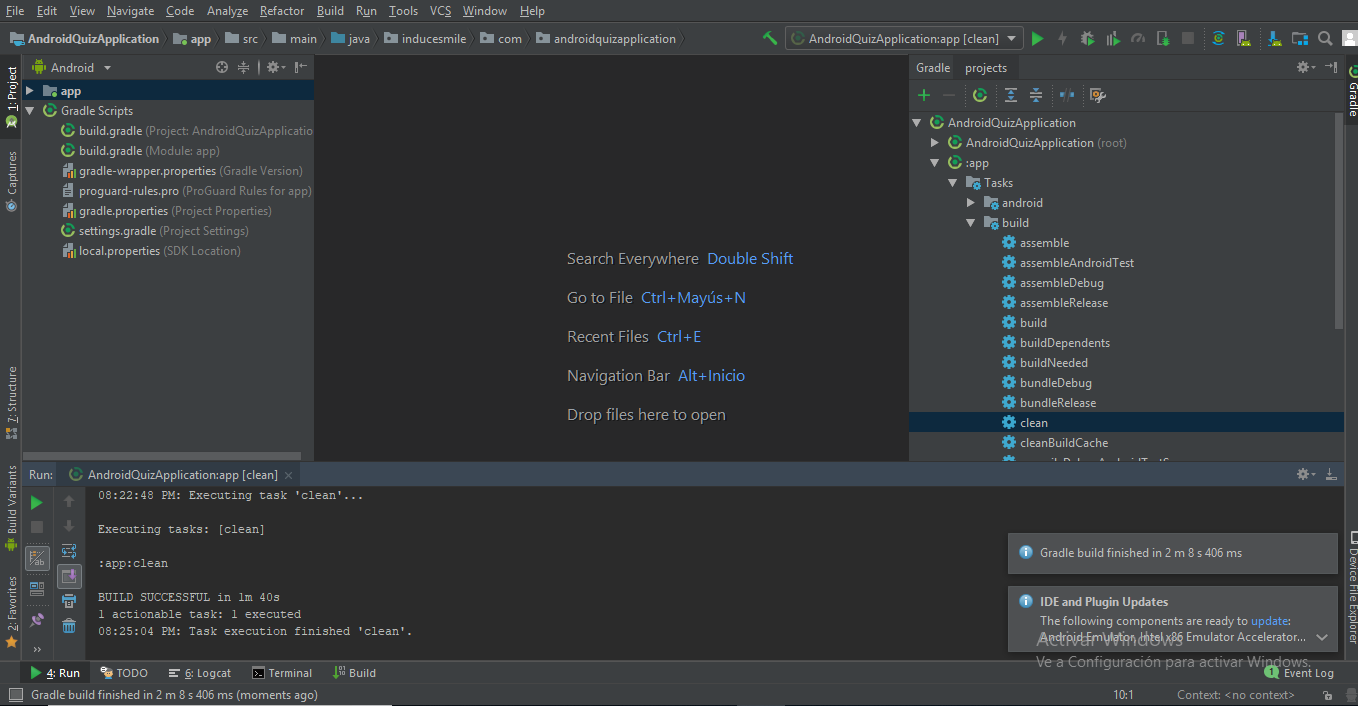 File Edit View Navigate Code Analyze Refactor Build Run Tools VCS Window Help
AndroidQuizApplication app src main java inducesmile com androidquizapplication
AndroidQuizApplication:app [clean]
1: Project
Captures
7: Structure
Build Variants
2: Favorites
Android
app
Gradle Scripts
build.gradle (Project: AndroidQuizApplicatio
build.gradle (Module: app)
gradle-wrapper.properties (Gradle Version)
proguard-rules.pro (ProGuard Rules for app)
gradle.properties (Project Properties)
settings.gradle (Project Settings)
local.properties (SDK Location)
Search Everywhere Double Shift
Go to File Ctrl+Mayús+N
Recent Files Ctrl+E
Navigation Bar Alt+Inicio
Drop files here to open
Gradle projects
AndroidQuizApplication
AndroidQuizApplication (root)
:app
Tasks
android
build
assemble
assembleAndroidTest
assembleDebug
assembleRelease
build
buildDependents
buildNeeded
bundleDebug
bundleRelease
clean
cleanBuildCache
Gradle
Device File Explorer
Run: AndroidQuizApplication:app [clean]
08:22:48 PM: Executing task 'clean'...
Executing tasks: [clean]
:app:clean
BUILD SUCCESSFUL in 1m 40s
1 actionable task: 1 executed
08:25:04 PM: Task execution finished 'clean'.
Gradle build finished in 2 m 8 s 406 ms
IDE and Plugin Updates
The following components are ready to update:
Android Emulator, Intel x86 Emulator Accelerator...
Activar Windows
Ve a Configuración para activar Windows.
4: Run TODO 6: Logcat Terminal Build 1 Event Log
Gradle build finished in 2 m 8 s 406 ms (moments ago) 10:1 Context: <no context>